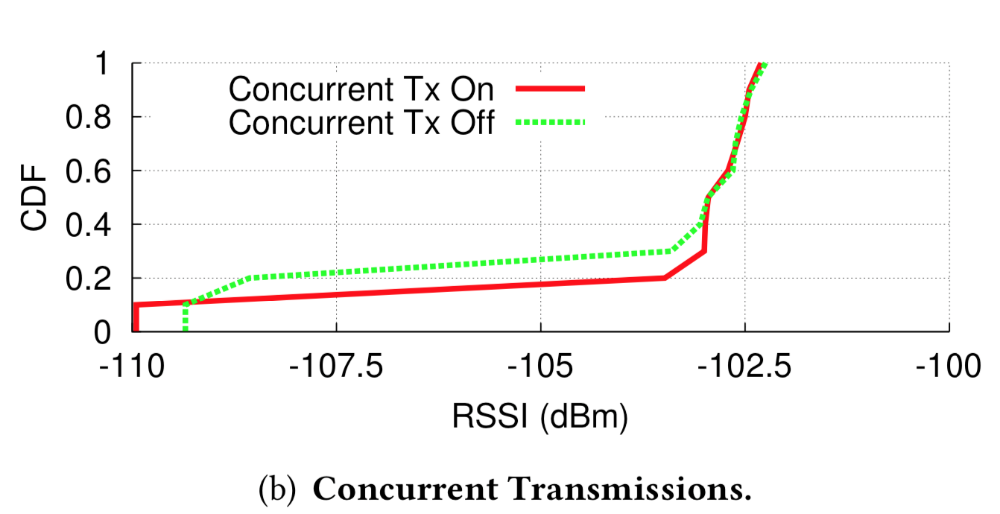 1
0.8
0.6
0.4
0.2
0
CDF
Concurrent Tx On
Concurrent Tx Off
-110 -107.5 -105 -102.5 -100
RSSI (dBm)
(b) Concurrent Transmissions.